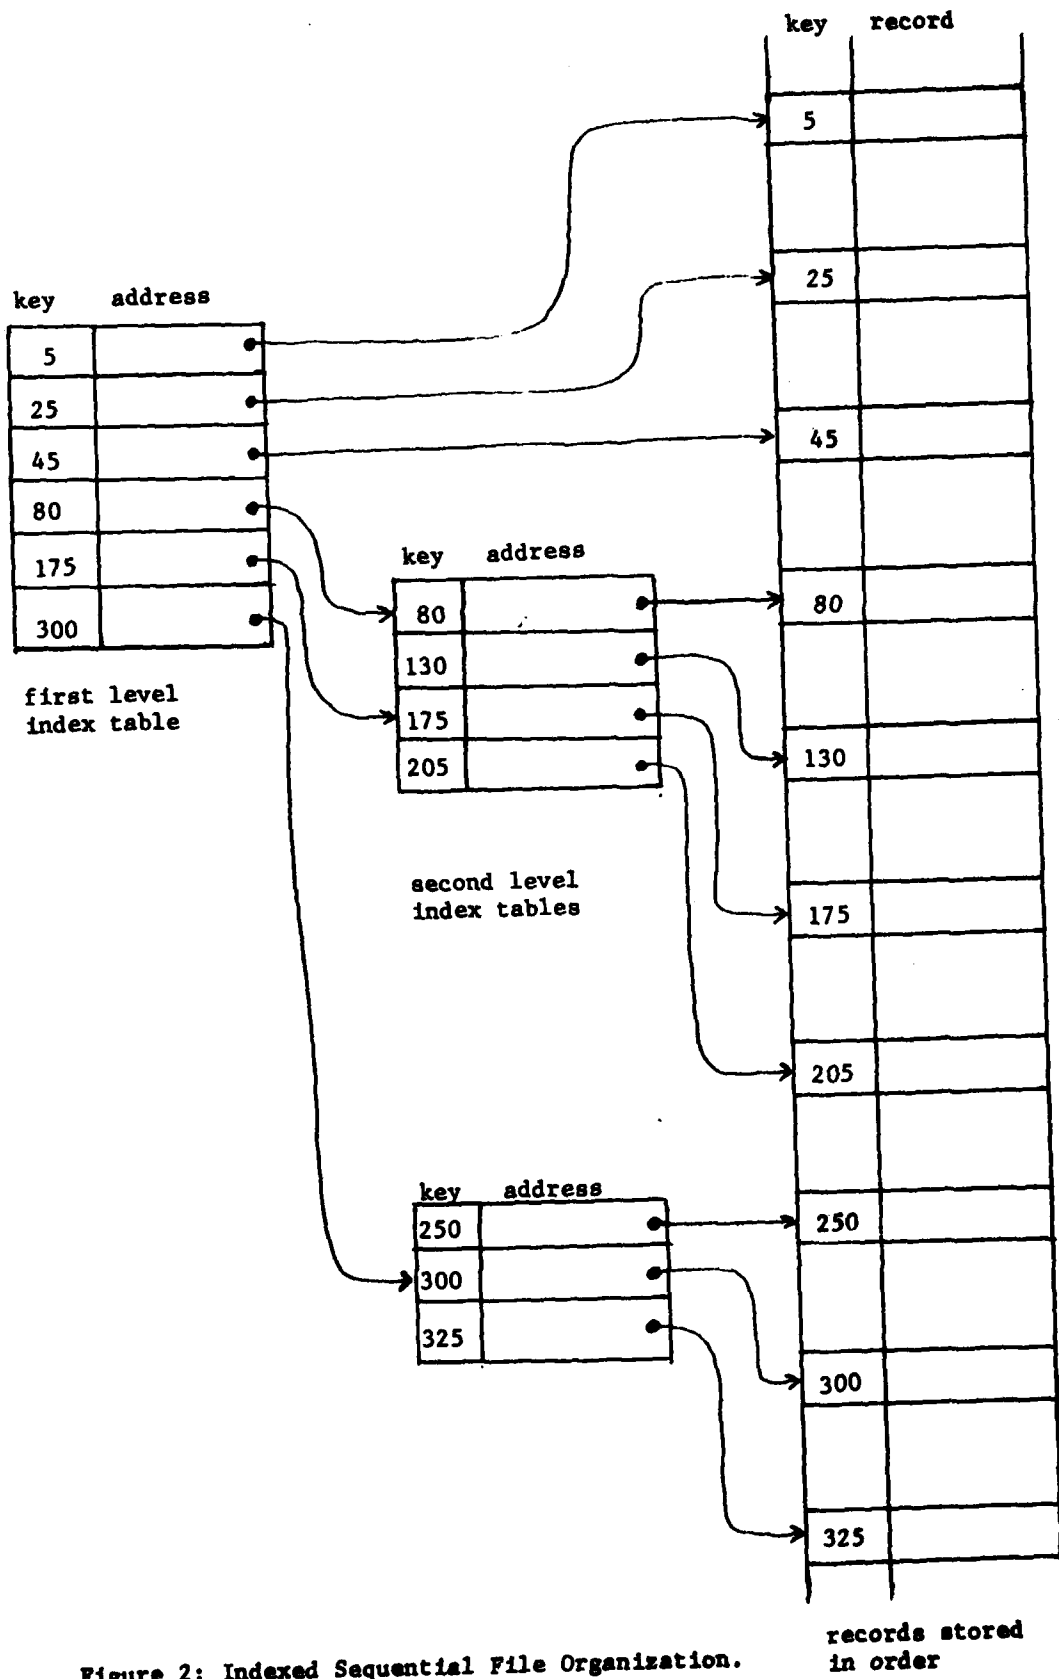 key address
5
25
45
80
175
300
first level
index table
key address
80
130
175
205
second level
index tables
key address
250
300
325
key record
5
25
45
80
130
175
205
250
300
325
records stored
in order
Figure 2: Indexed Sequential File Organization.